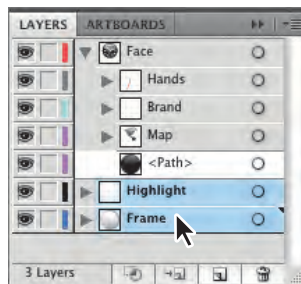 LAYERS ARTBOARDS
Face
Hands
Brand
Map
<Path>
Highlight
Frame
3 Layers